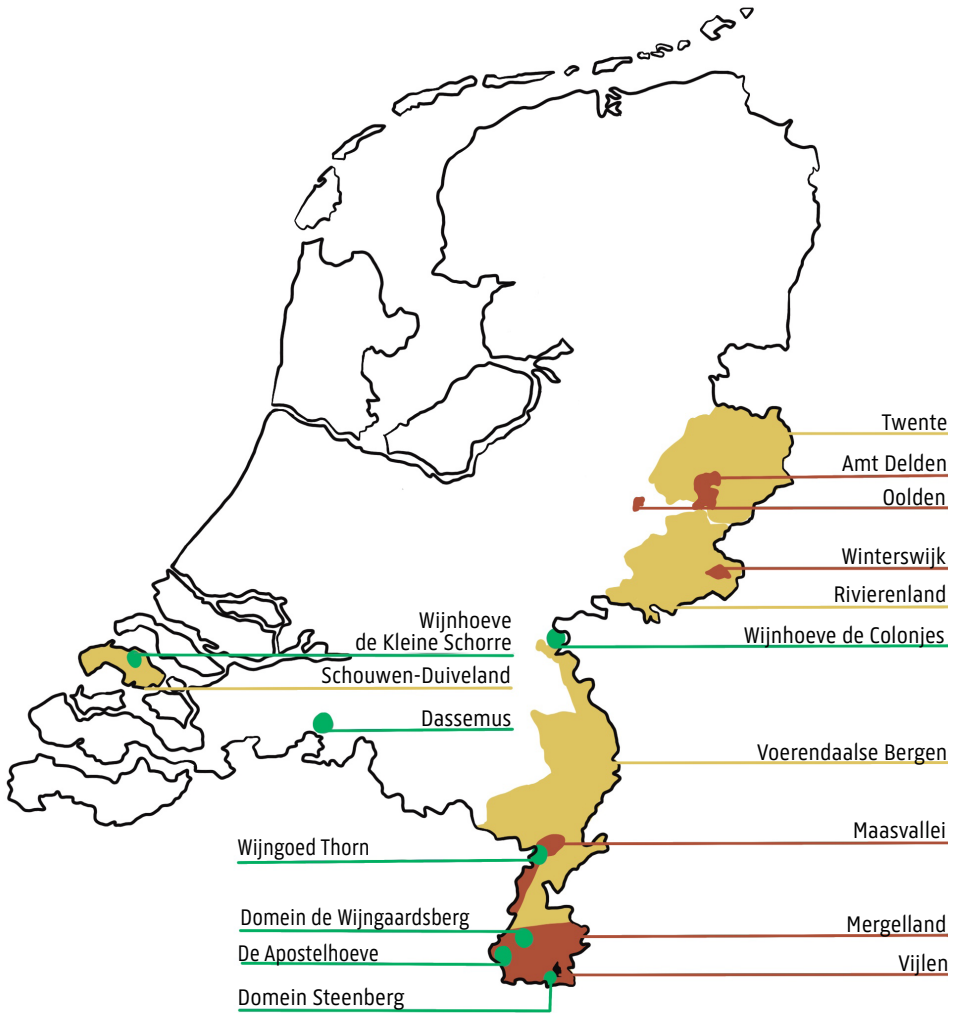 Twente
Amt Delden
Oolden
Winterswijk
Rivierenland
Wijnhoeve
de Kleine Schorre
Wijnhoeve de Colonjes
Schouwen-Duiveland
Dassemus
Voerendaalse Bergen
Maasvallei
Wijngoed Thorn
Domein de Wijngaardsberg
Mergelland
De Apostelhoeve
Vijlen
Domein Steenberg